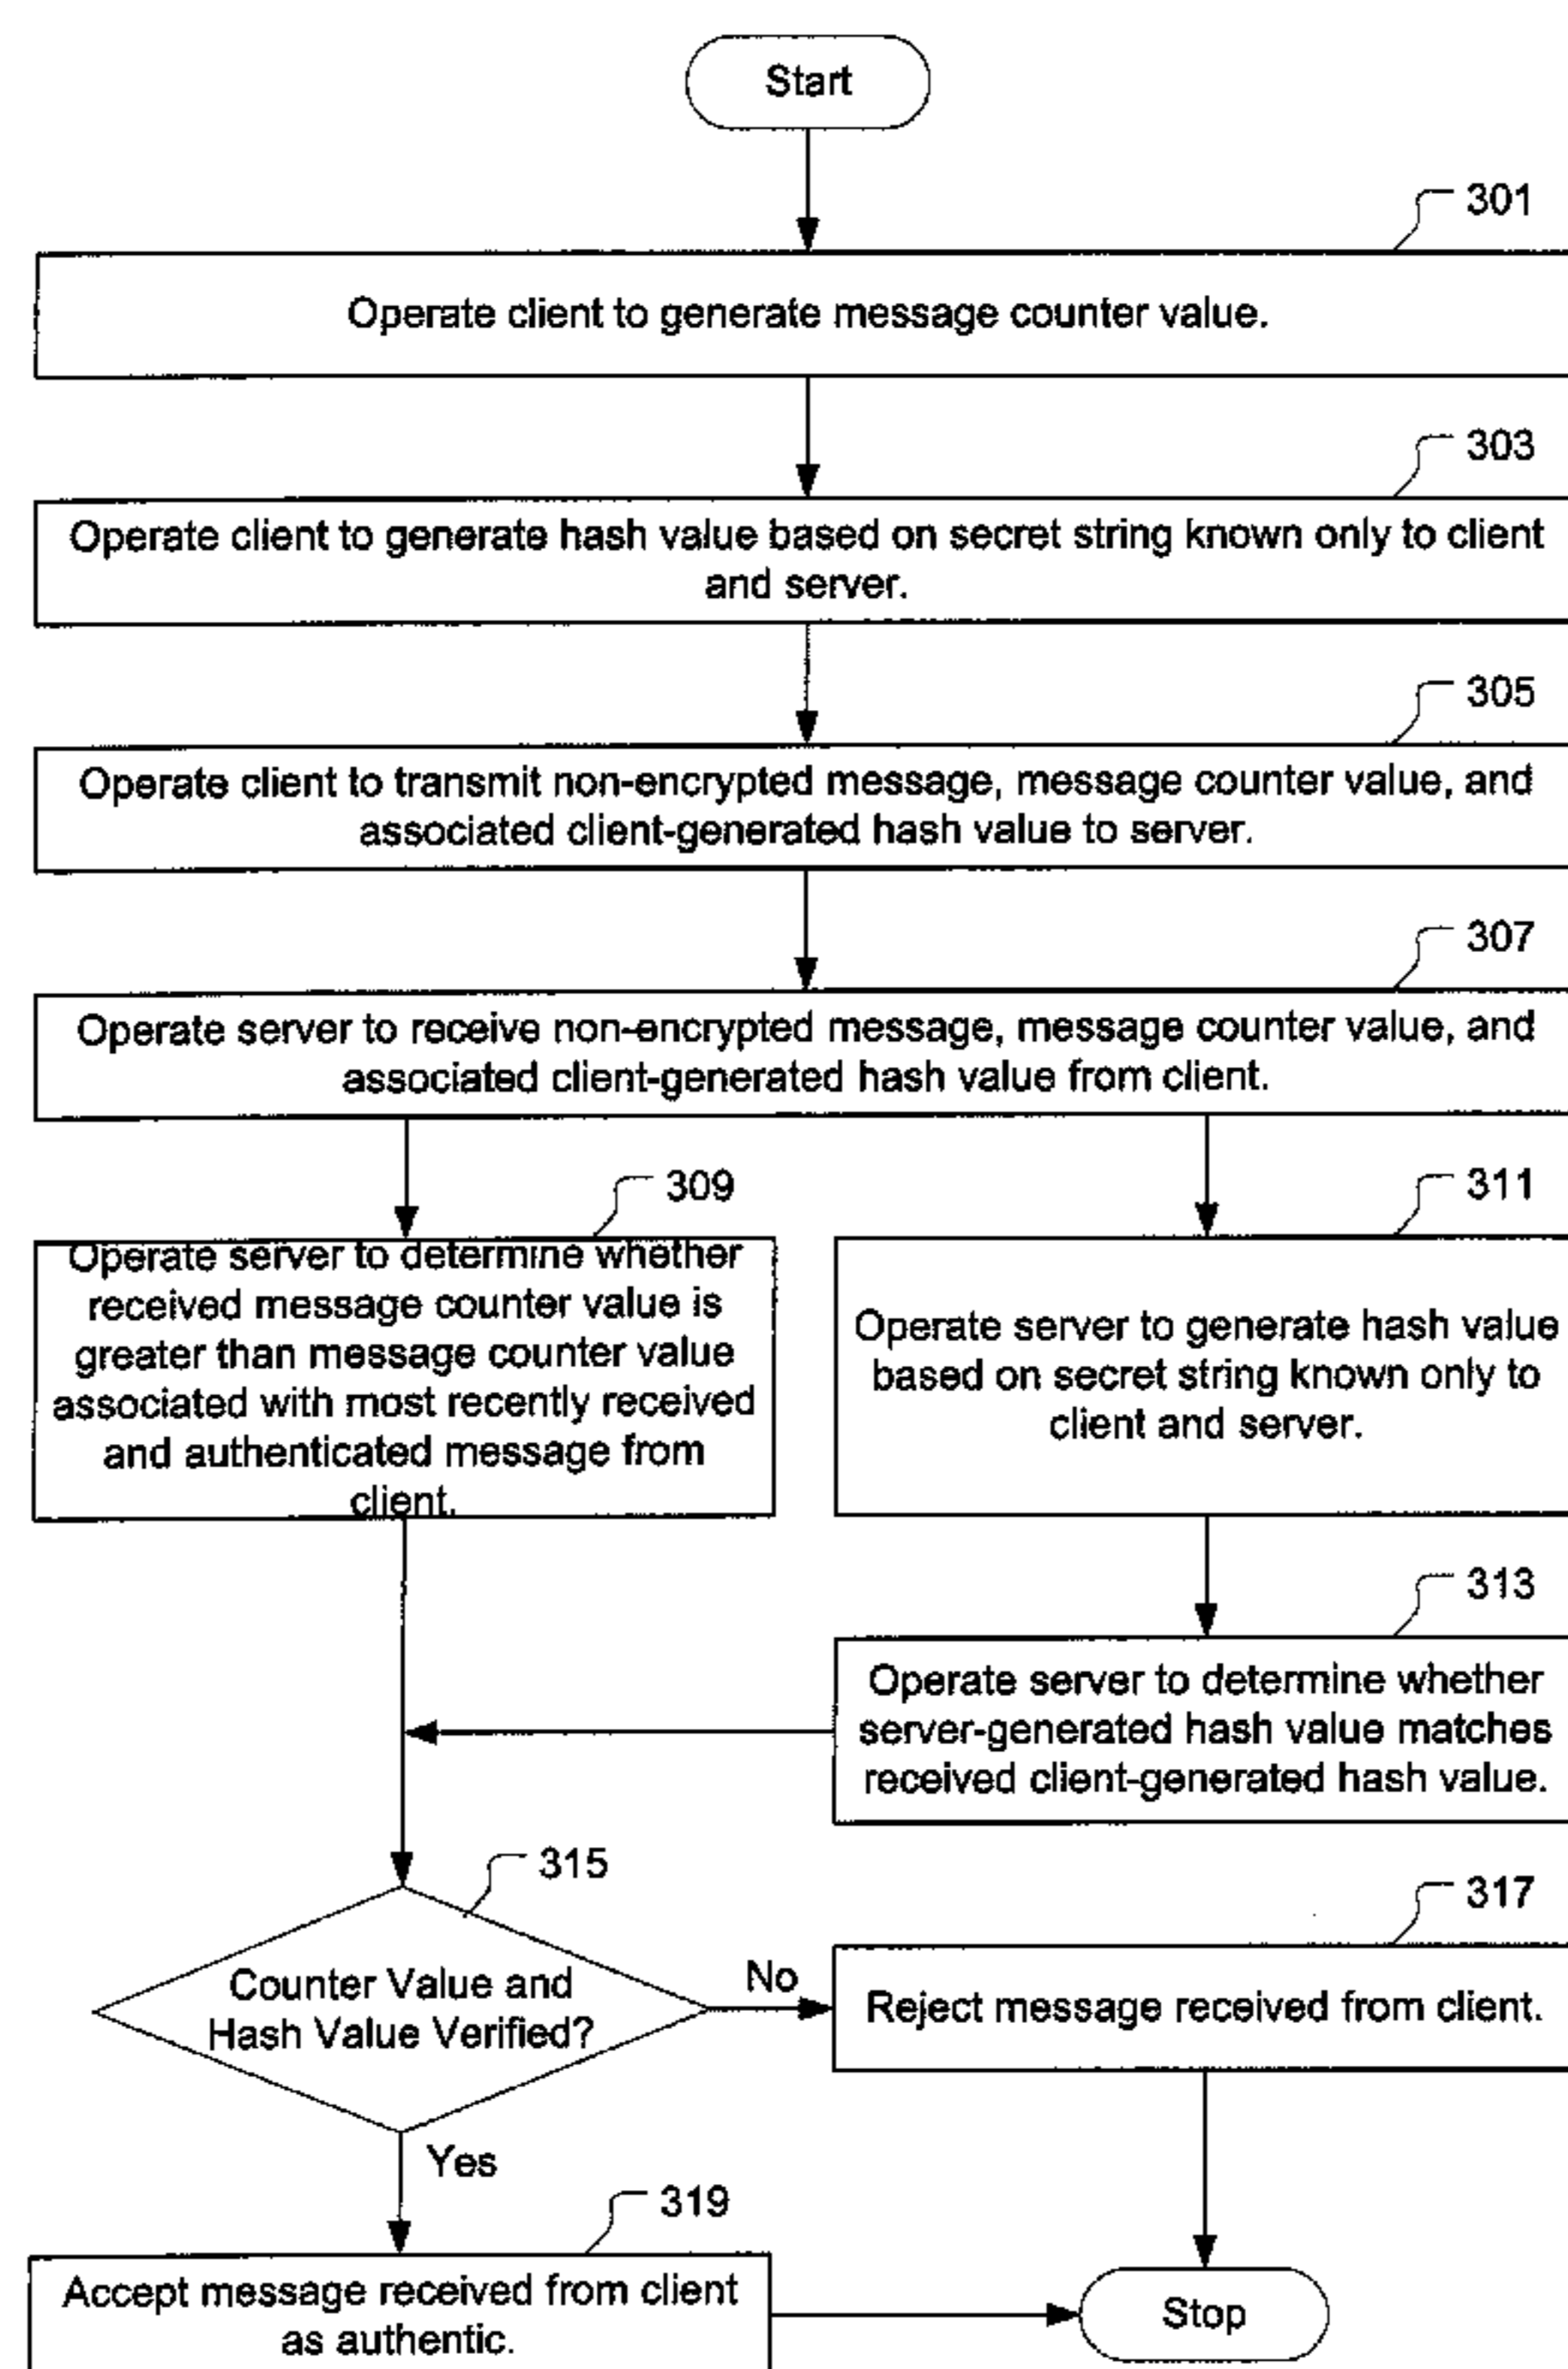 Start
301
Operate client to generate message counter value.
303
Operate client to generate hash value based on secret string known only to client
and server.
305
Operate client to transmit non-encrypted message, message counter value, and
associated client-generated hash value to server.
307
Operate server to receive non-encrypted message, message counter value, and
associated client-generated hash value from client.
309
Operate server to determine whether
received message counter value is
greater than message counter value
associated with most recently received
and authenticated message from
client.
311
Operate server to generate hash value
based on secret string known only to
client and server.
313
Operate server to determine whether
server-generated hash value matches
received client-generated hash value.
315
Counter Value and
Hash Value Verified?
No
317
Reject message received from client.
Yes
319
Accept message received from client
as authentic.
Stop